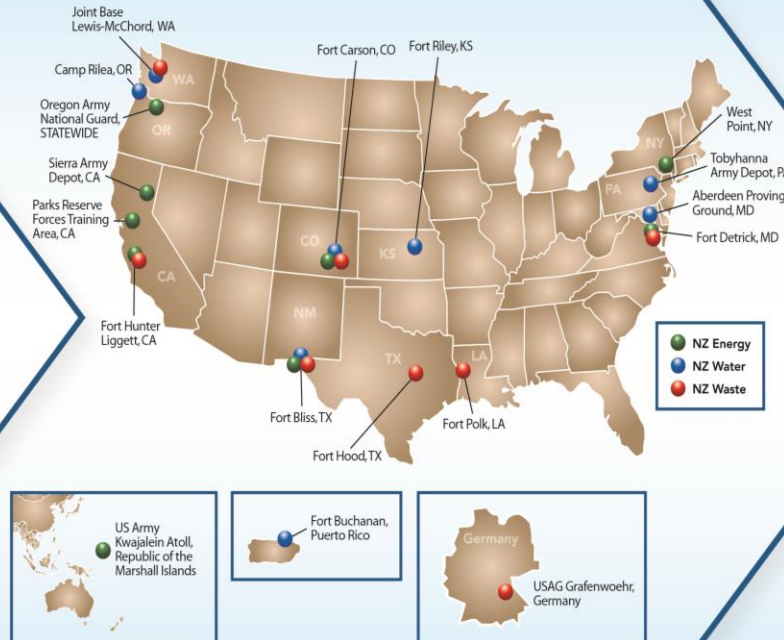 Joint Base
Lewis-McChord, WA
Camp Rilea, OR
Oregon Army
National Guard,
STATEWIDE
Sierra Army
Depot, CA
Parks Reserve
Forces Training
Area, CA
Fort Hunter
Liggett, CA
Fort Carson, CO
Fort Riley, KS
West
Point, NY
Tobyhanna
Army Depot, PA
Aberdeen Proving
Ground, MD
Fort Detrick, MD
WA
OR
CA
CO
KS
NM
TX
LA
NY
PA
Fort Bliss, TX
Fort Hood, TX
Fort Polk, LA
NZ Energy
NZ Water
NZ Waste
US Army
Kwajalein Atoll,
Republic of the
Marshall Islands
Fort Buchanan,
Puerto Rico
Germany
USAG Grafenwoehr,
Germany